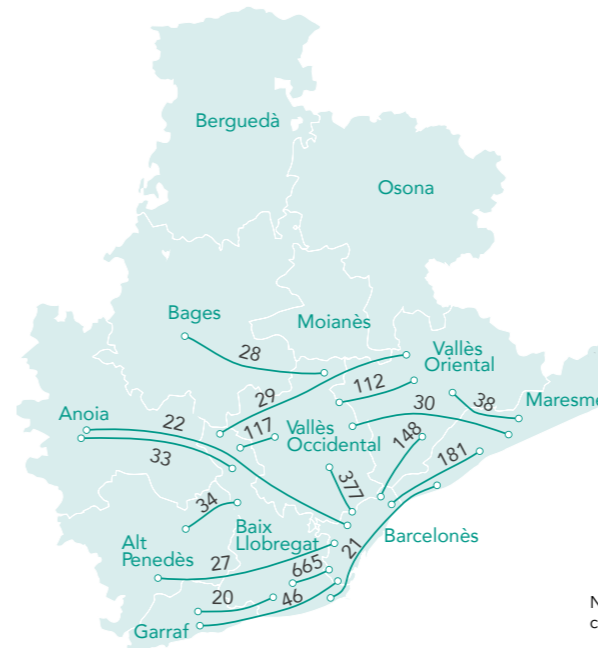 Berguedà
Osona
Bages
Moianès
28
Vallès
Oriental
29
112
38
Maresme
Anoia
22
30
117
Vallès
Occidental
148
33
181
377
34
Baix
Llobregat
21
Barcelonès
Alt
Penedès
27
665
20
46
Garraf
N
c